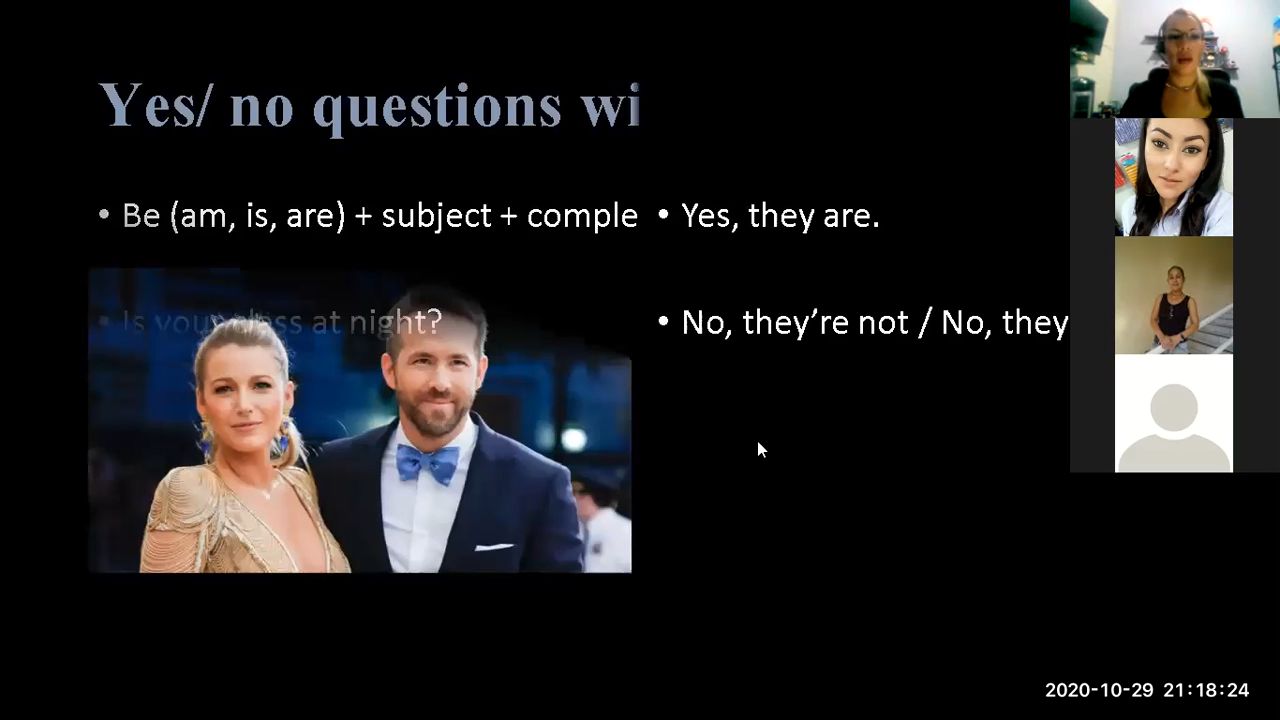 Yes/ no questions wi
• Be (am, is, are) + subject + comple
• Is your class at night?
• Yes, they are.
• No, they're not / No, they
2020-10-29 21:18:24